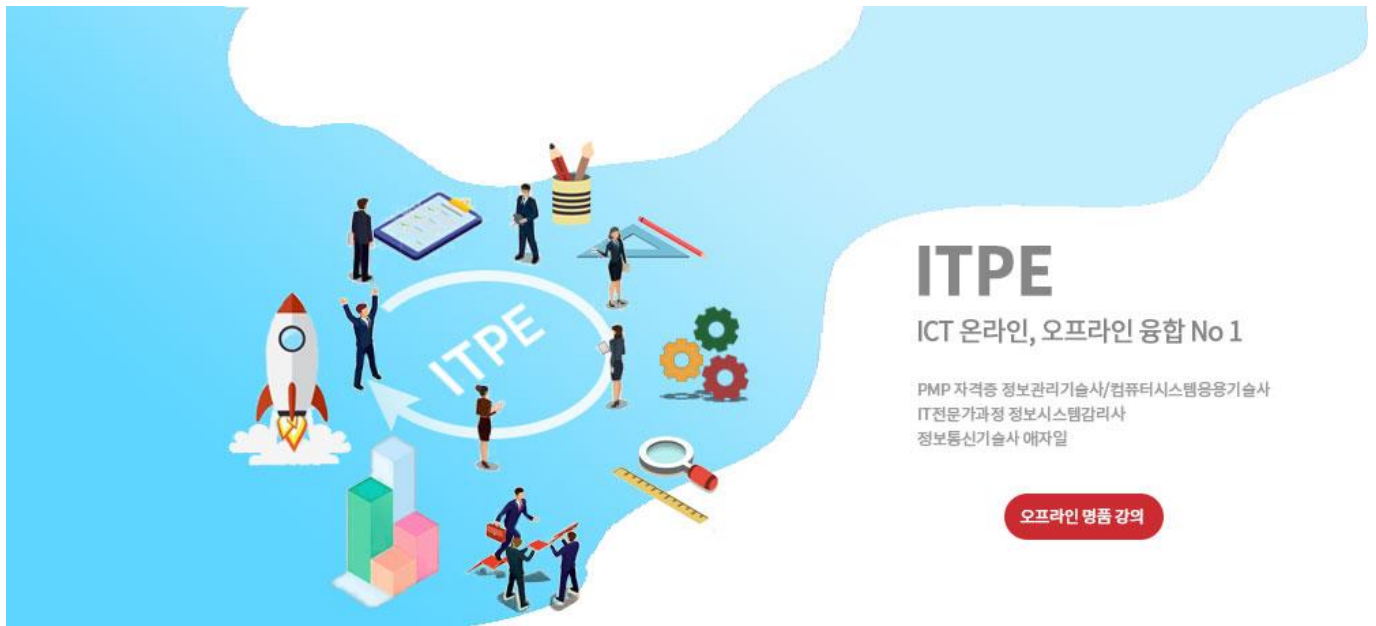 ITPE
ITPE
ICT 온라인, 오프라인 융합 No 1
PMP 자격증 정보관리기술사/컴퓨터시스템응용기술사
IT전문가과정 정보시스템감리사
정보통신기술사 애자일
오프라인 명품 강의